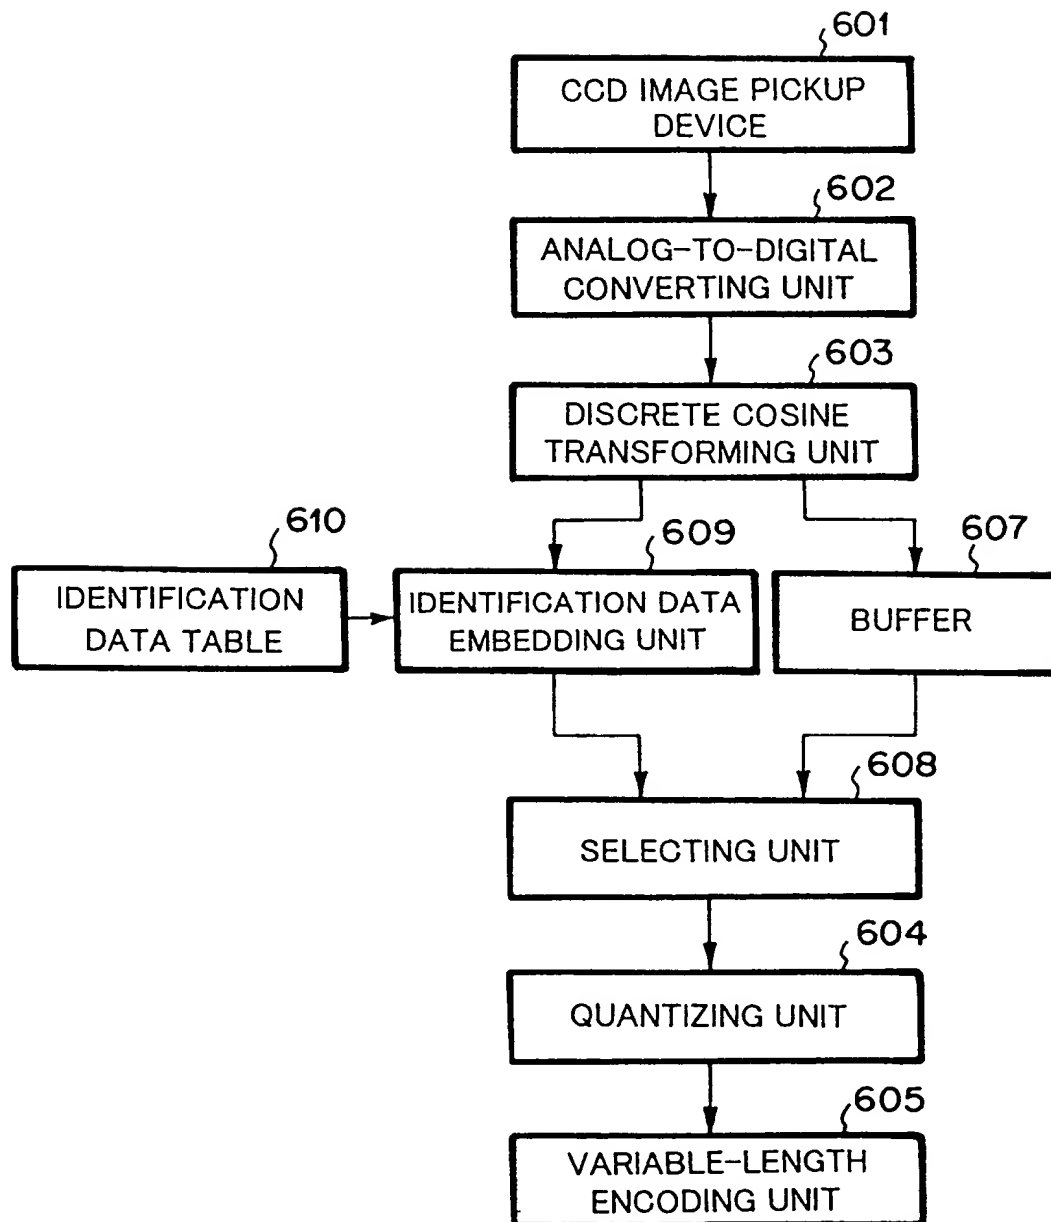 601
CCD IMAGE PICKUP
DEVICE
602
ANALOG-TO-DIGITAL
CONVERTING UNIT
603
DISCRETE COSINE
TRANSFORMING UNIT
610
IDENTIFICATION
DATA TABLE
609
IDENTIFICATION DATA
EMBEDDING UNIT
607
BUFFER
608
SELECTING UNIT
604
QUANTIZING UNIT
605
VARIABLE-LENGTH
ENCODING UNIT